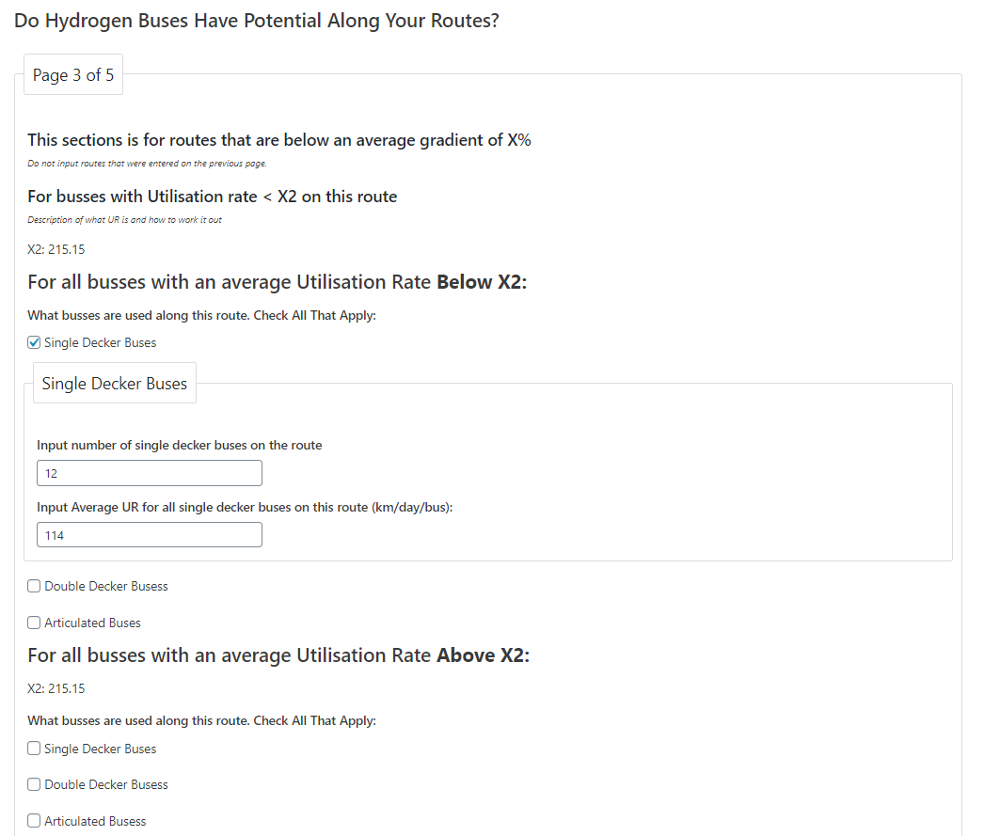 Do Hydrogen Buses Have Potential Along Your Routes?
Page 3 of 5
This sections is for routes that are below an average gradient of X%
Do not input routes that were entered on the previous page.
For busses with Utilisation rate < X2 on this route
Description of what UR is and how to work it out
X2: 215.15
For all busses with an average Utilisation Rate Below X2:
What busses are used along this route. Check All That Apply:
Single Decker Buses
Single Decker Buses
Input number of single decker buses on the route
12
Input Average UR for all single decker buses on this route (km/day/bus):
114
Double Decker Busess
Articulated Buses
For all busses with an average Utilisation Rate Above X2:
X2: 215.15
What busses are used along this route. Check All That Apply:
Single Decker Buses
Double Decker Busess
Articulated Busess